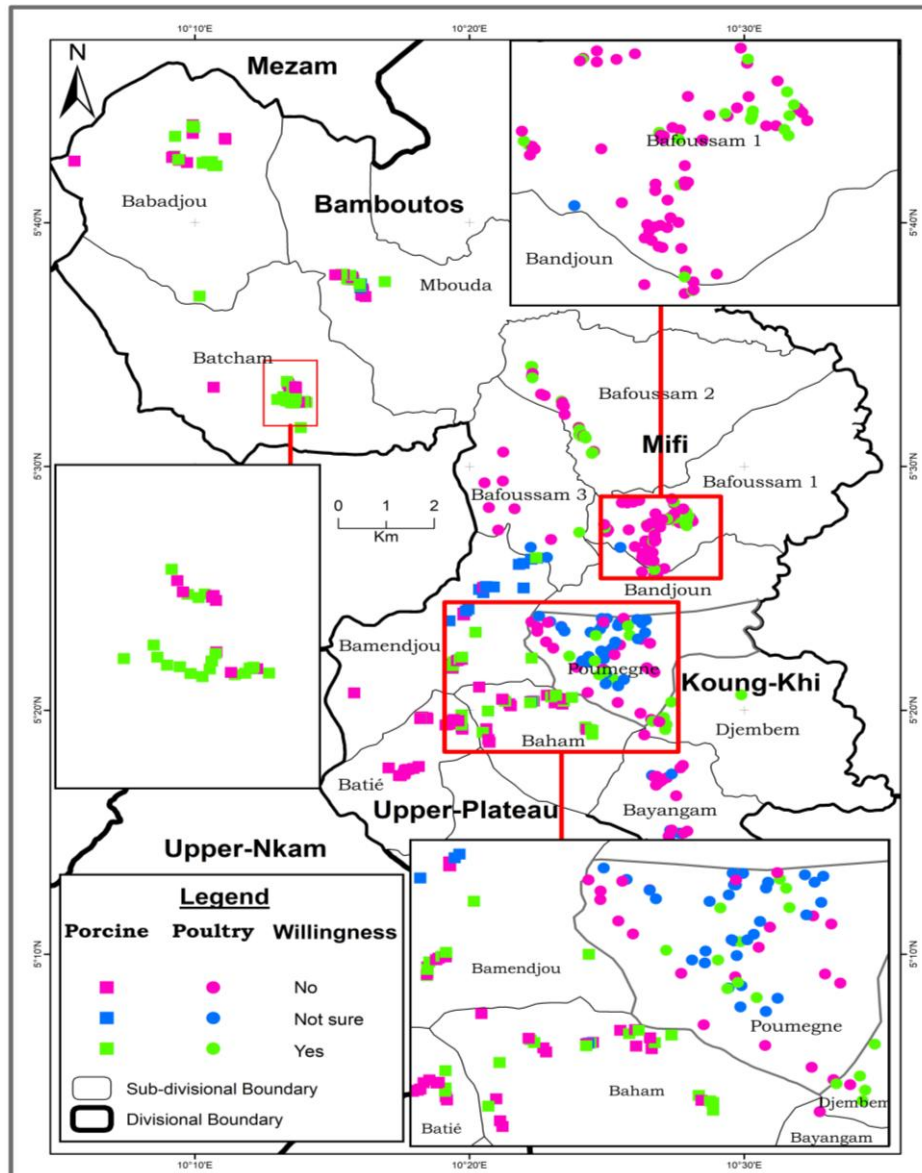 10°10'E 10°20'E 10°30'E
N
Mezam
Bafoussam 1
Babadjou
Bamboutos
5°40'N 5°40'N
Bandjoun
Mbouda
Batcham
Bafoussam 2
Mifi
5°30'N 5°30'N
Bafoussam 3
Bafoussam 1
0 1 2
Km
Bandjoun
Bamendjou
Poumegne
Koung-Khi
5°20'N 5°20'N
Djembem
Baham
Batié
Upper-Plateau
Bayangam
Upper-Nkam
Legend
Porcine Poultry Willingness
No
Not sure
Yes
Sub-divisional Boundary
Divisional Boundary
5°10'N 5°10'N
Bamendjou
Poumegne
Baham
Djembem
Batié
Bayangam
10°10'E 10°20'E 10°30'E